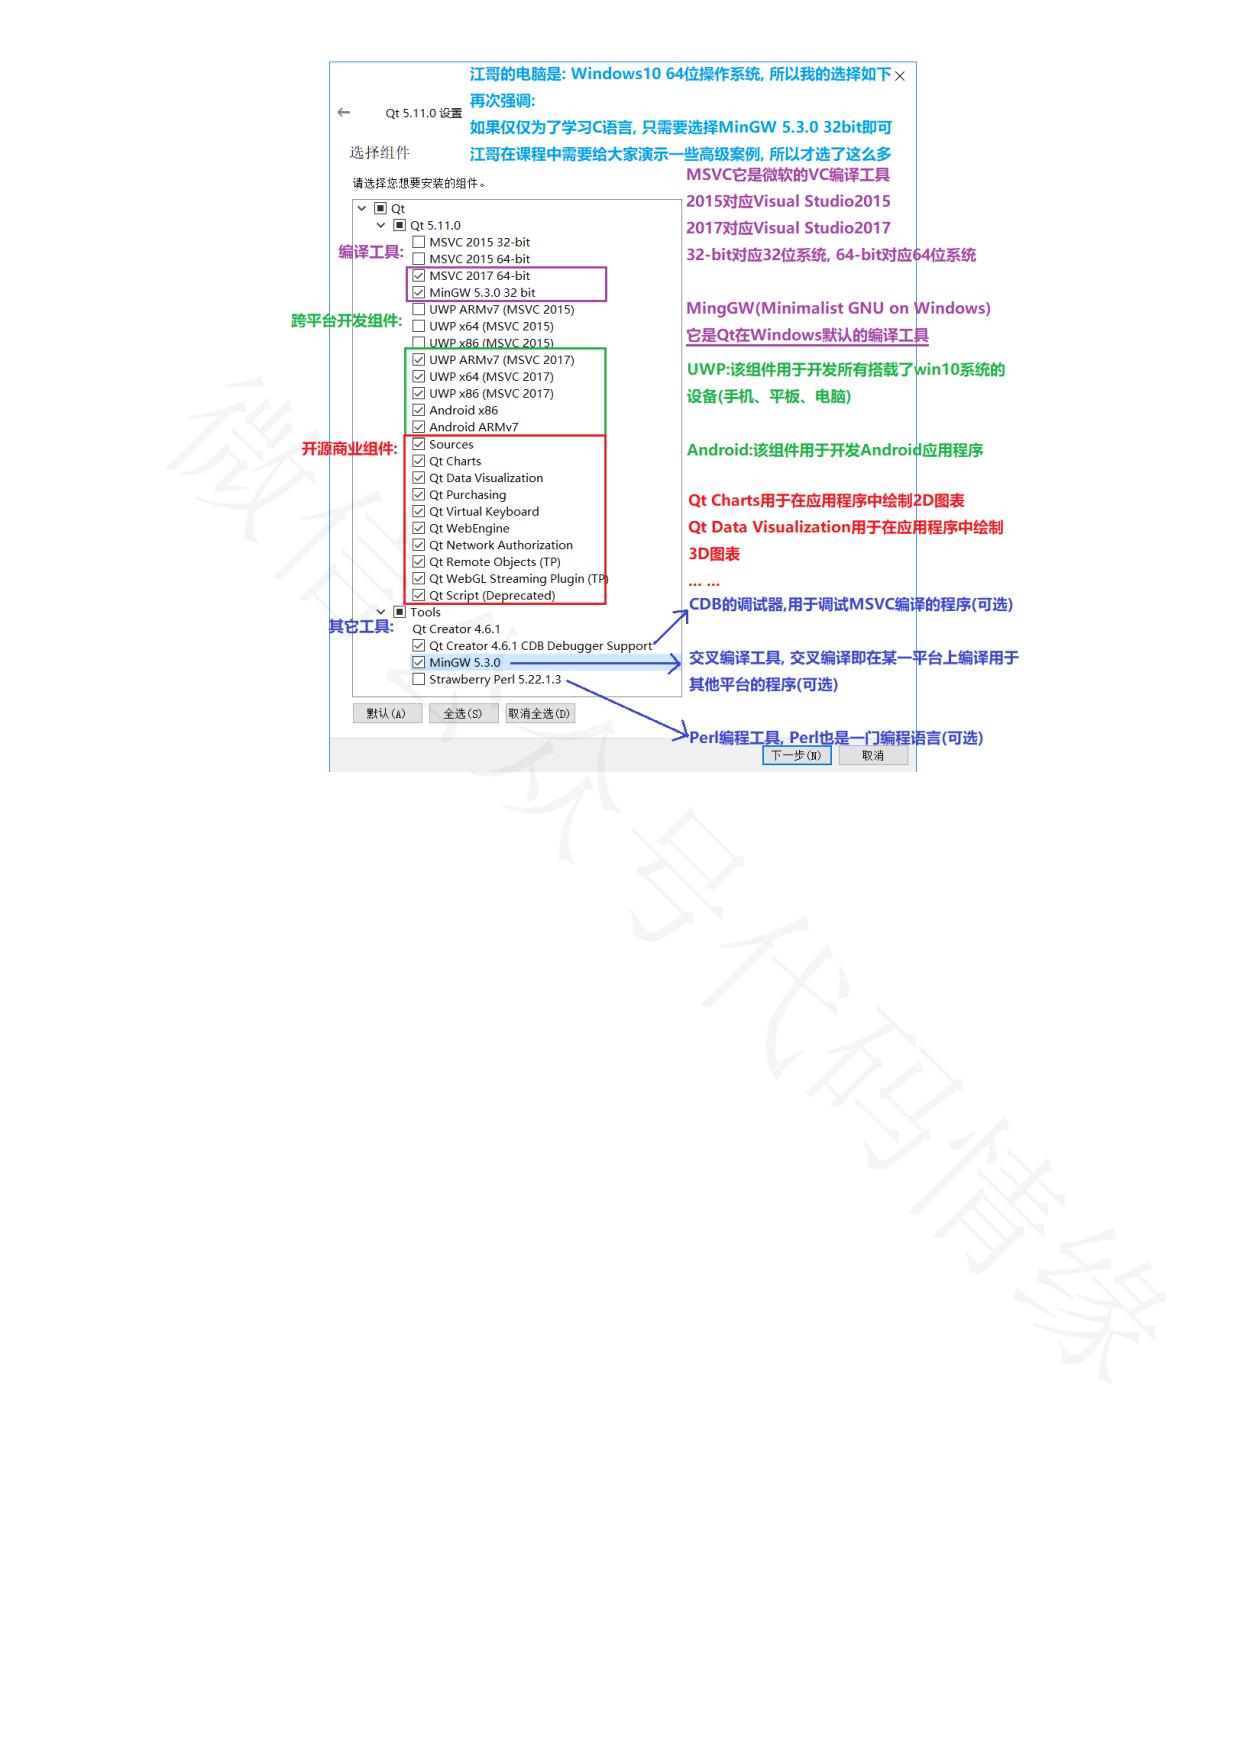 江哥的电脑是: Windows10 64位操作系统, 所以我的选择如下
再次强调:
Qt 5.11.0 设置
如果仅仅为了学习C语言, 只需要选择MinGW 5.3.0 32bit即可
选择组件
江哥在课程中需要给大家演示一些高级案例, 所以才选了这么多
请选择您想要安装的组件。
MSVC它是微软的VC编译工具
2015对应Visual Studio2015
2017对应Visual Studio2017
32-bit对应32位系统, 64-bit对应64位系统
Qt
Qt 5.11.0
编译工具:
MSVC 2015 32-bit
MSVC 2015 64-bit
MSVC 2017 64-bit
MinGW 5.3.0 32 bit
MingGW(Minimalist GNU on Windows)
它是Qt在Windows默认的编译工具
跨平台开发组件:
UWP ARMv7 (MSVC 2015)
UWP x64 (MSVC 2015)
UWP x86 (MSVC 2015)
UWP ARMv7 (MSVC 2017)
UWP x64 (MSVC 2017)
UWP x86 (MSVC 2017)
Android x86
Android ARMv7
UWP:该组件用于开发所有搭载了win10系统的
设备(手机、平板、电脑)
Android:该组件用于开发Android应用程序
开源商业组件:
Sources
Qt Charts
Qt Data Visualization
Qt Purchasing
Qt Virtual Keyboard
Qt WebEngine
Qt Network Authorization
Qt Remote Objects (TP)
Qt WebGL Streaming Plugin (TP)
Qt Script (Deprecated)
Qt Charts用于在应用程序中绘制2D图表
Qt Data Visualization用于在应用程序中绘制
3D图表
... ...
其它工具:
Tools
Qt Creator 4.6.1
Qt Creator 4.6.1 CDB Debugger Support
MinGW 5.3.0
Strawberry Perl 5.22.1.3
CDB的调试器,用于调试MSVC编译的程序(可选)
交叉编译工具, 交叉编译即在某一平台上编译用于
其他平台的程序(可选)
Perl编程工具, Perl也是一门编程语言(可选)
默认(A)
全选(S)
取消全选(D)
下一步(N)
取消
微信公众号代码情缘